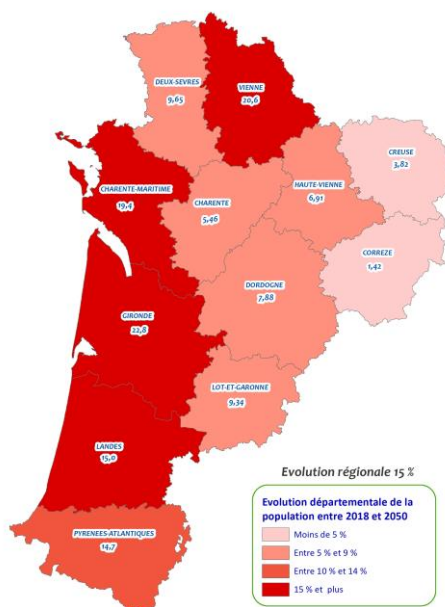 DEUX-SEVRES
9,65
VIENNE
20,6
CREUSE
3,82
CHARENTE-MARITIME
19,4
CHARENTE
5,46
HAUTE-VIENNE
6,91
CORREZE
1,42
DORDOGNE
7,88
GIRONDE
22,8
LOT-ET-GARONNE
9,34
LANDES
15,0
PYRENEES-ATLANTIQUES
14,7
Evolution régionale 15 %
Evolution départementale de la
population entre 2018 et 2050
Moins de 5 %
Entre 5 % et 9 %
Entre 10 % et 14 %
15 % et plus